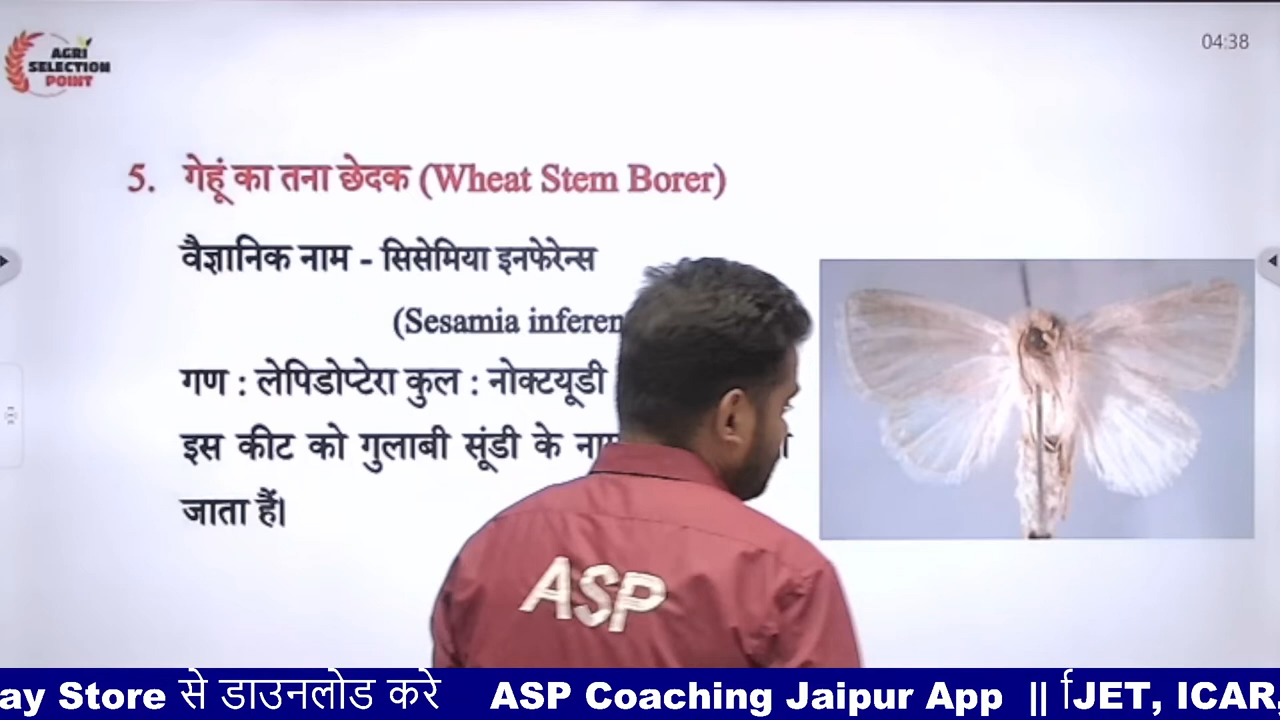 AGRI
SELECTION
POINT
04:38
5. गेहूं का तना छेदक (Wheat Stem Borer)
वैज्ञानिक नाम - सिसेमिया इनफेरेन्स
(Sesamia inferen
गण : लेपिडोप्टेरा कुल : नोक्टयूडी
इस कीट को गुलाबी सूंडी के
जाता हैं।
ASP
ay Store से डाउनलोड करे ASP Coaching Jaipur App || JET, ICAR,